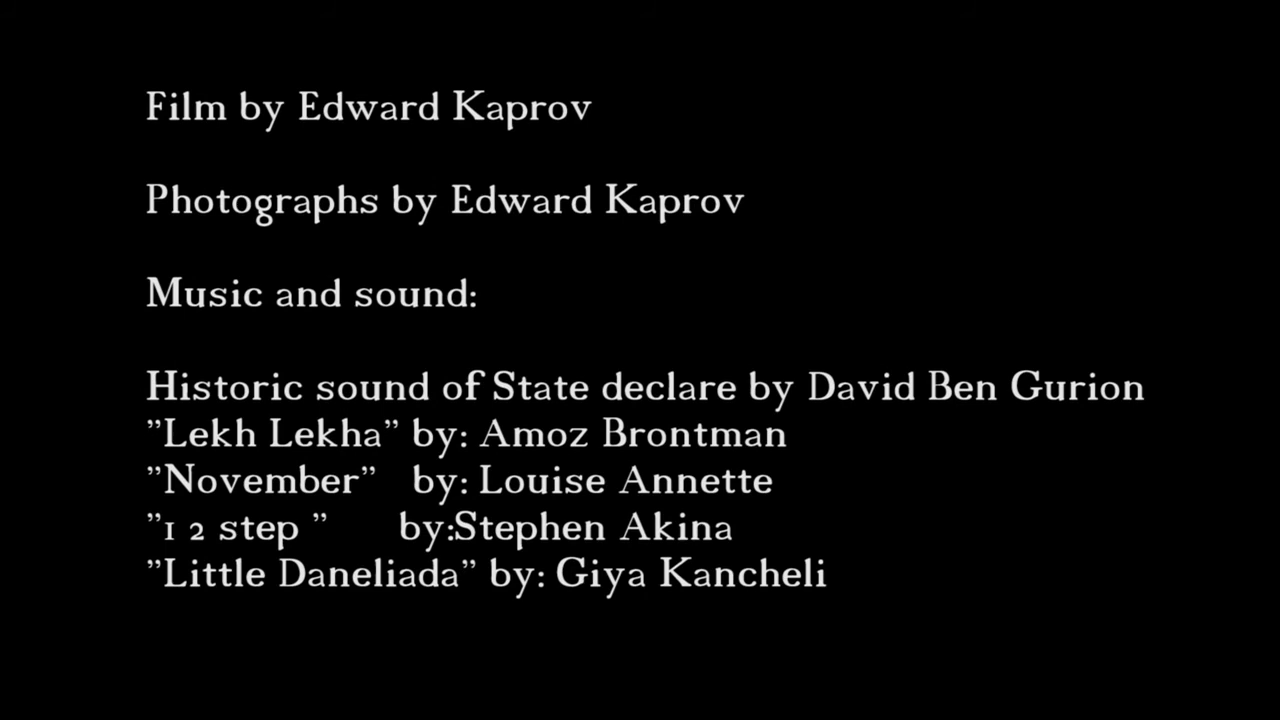 Film by Edward Kaprov
Photographs by Edward Kaprov
Music and sound:
Historic sound of State declare by David Ben Gurion
”Lekh Lekha” by: Amoz Brontman
”November” by: Louise Annette
”1 2 step ” by:Stephen Akina
”Little Daneliada” by: Giya Kancheli